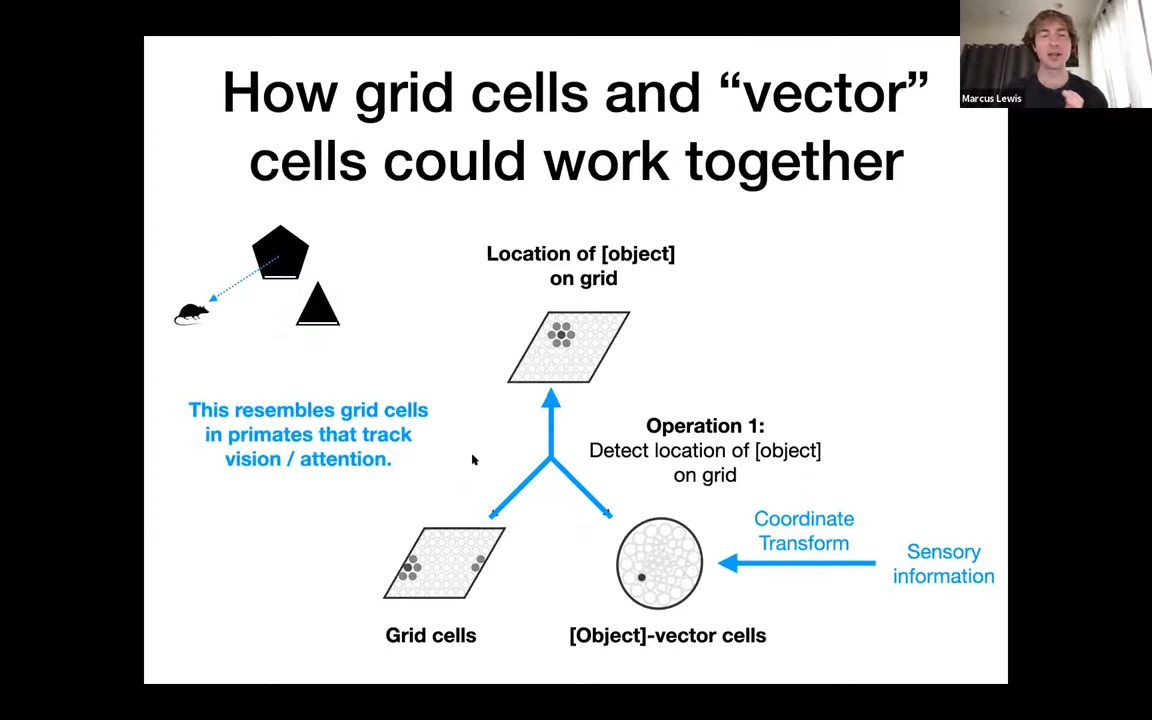 How grid cells and “vector”
cells could work together
Marcus Lewis
Location of [object]
on grid
This resembles grid cells
in primates that track
vision / attention.
Operation 1:
Detect location of [object]
on grid
Coordinate
Transform
Sensory
information
Grid cells
[Object]-vector cells